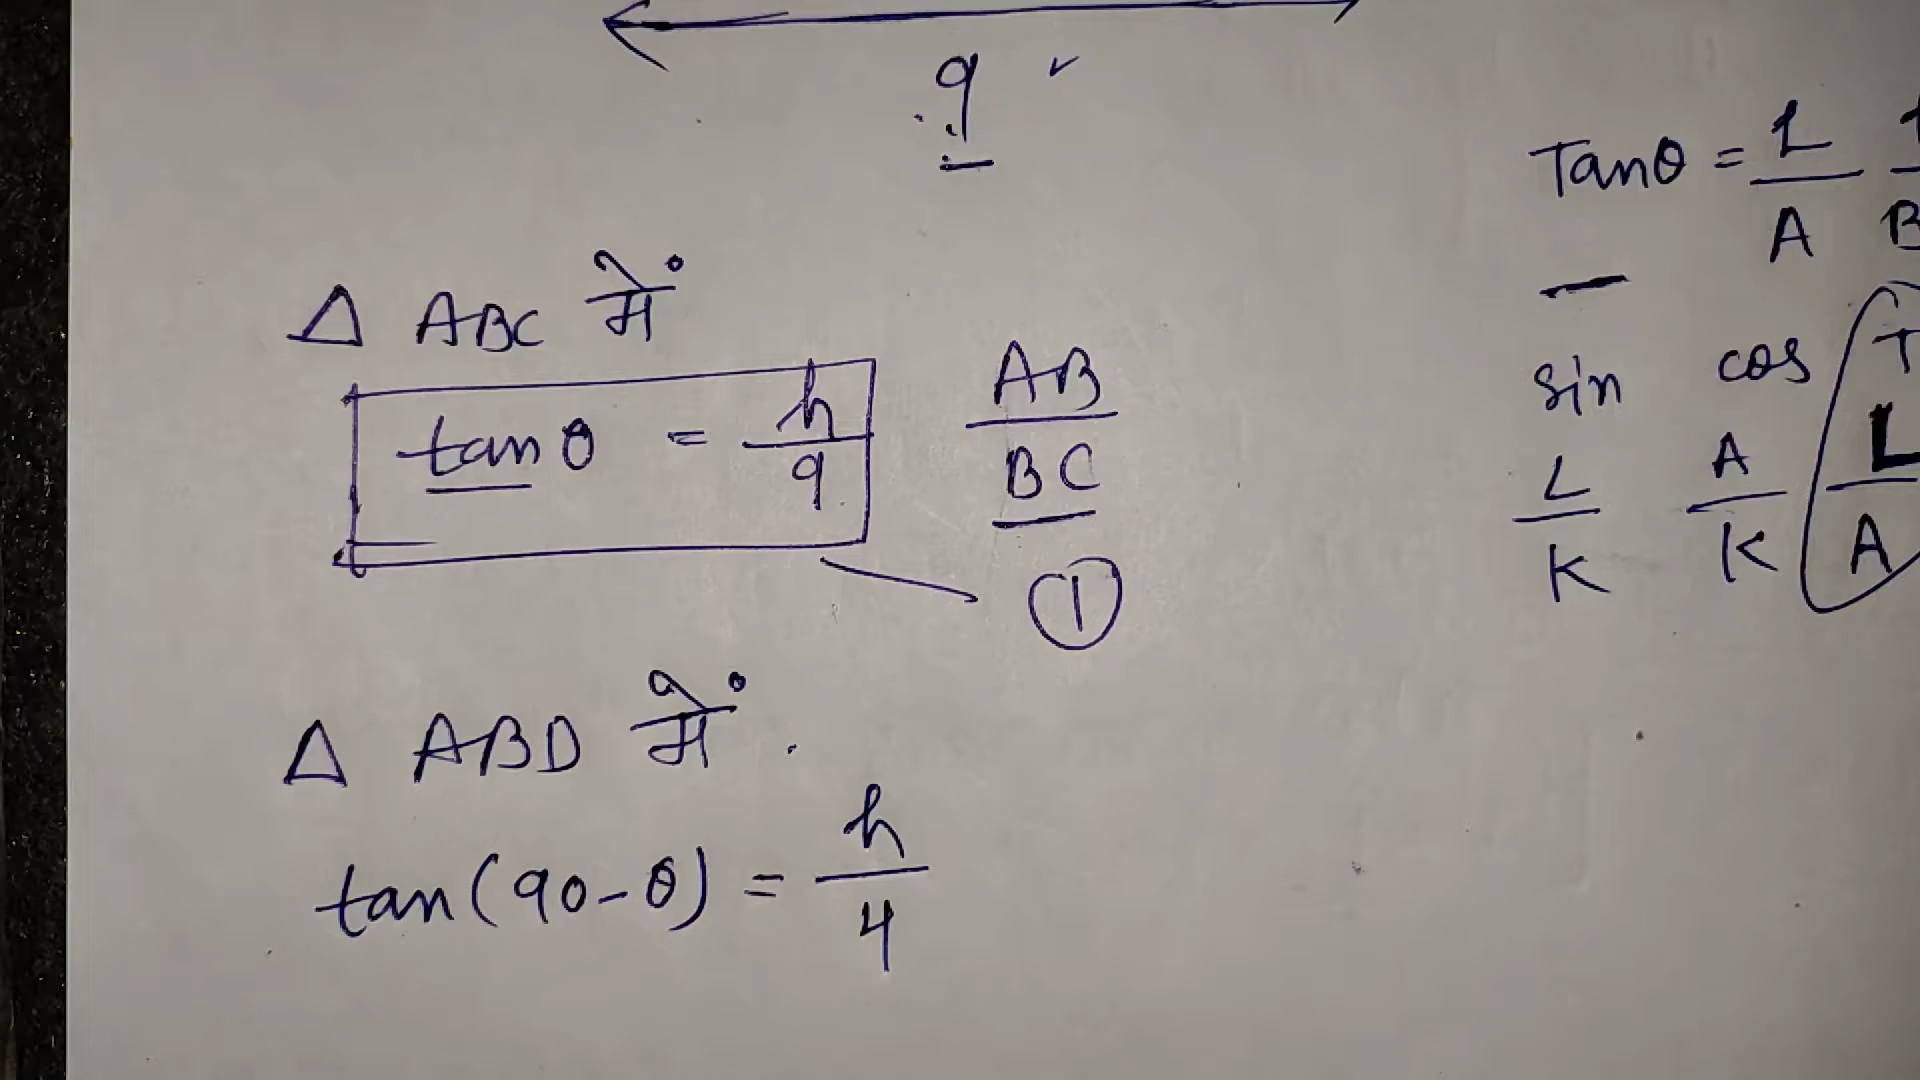 9 ✓
Δ ABC में
tanθ = h/9 AB/BC
①
Δ ABD में .
tan(90-θ) = h/4
Tanθ = L/A
sin cos T
L/K A/K L/A